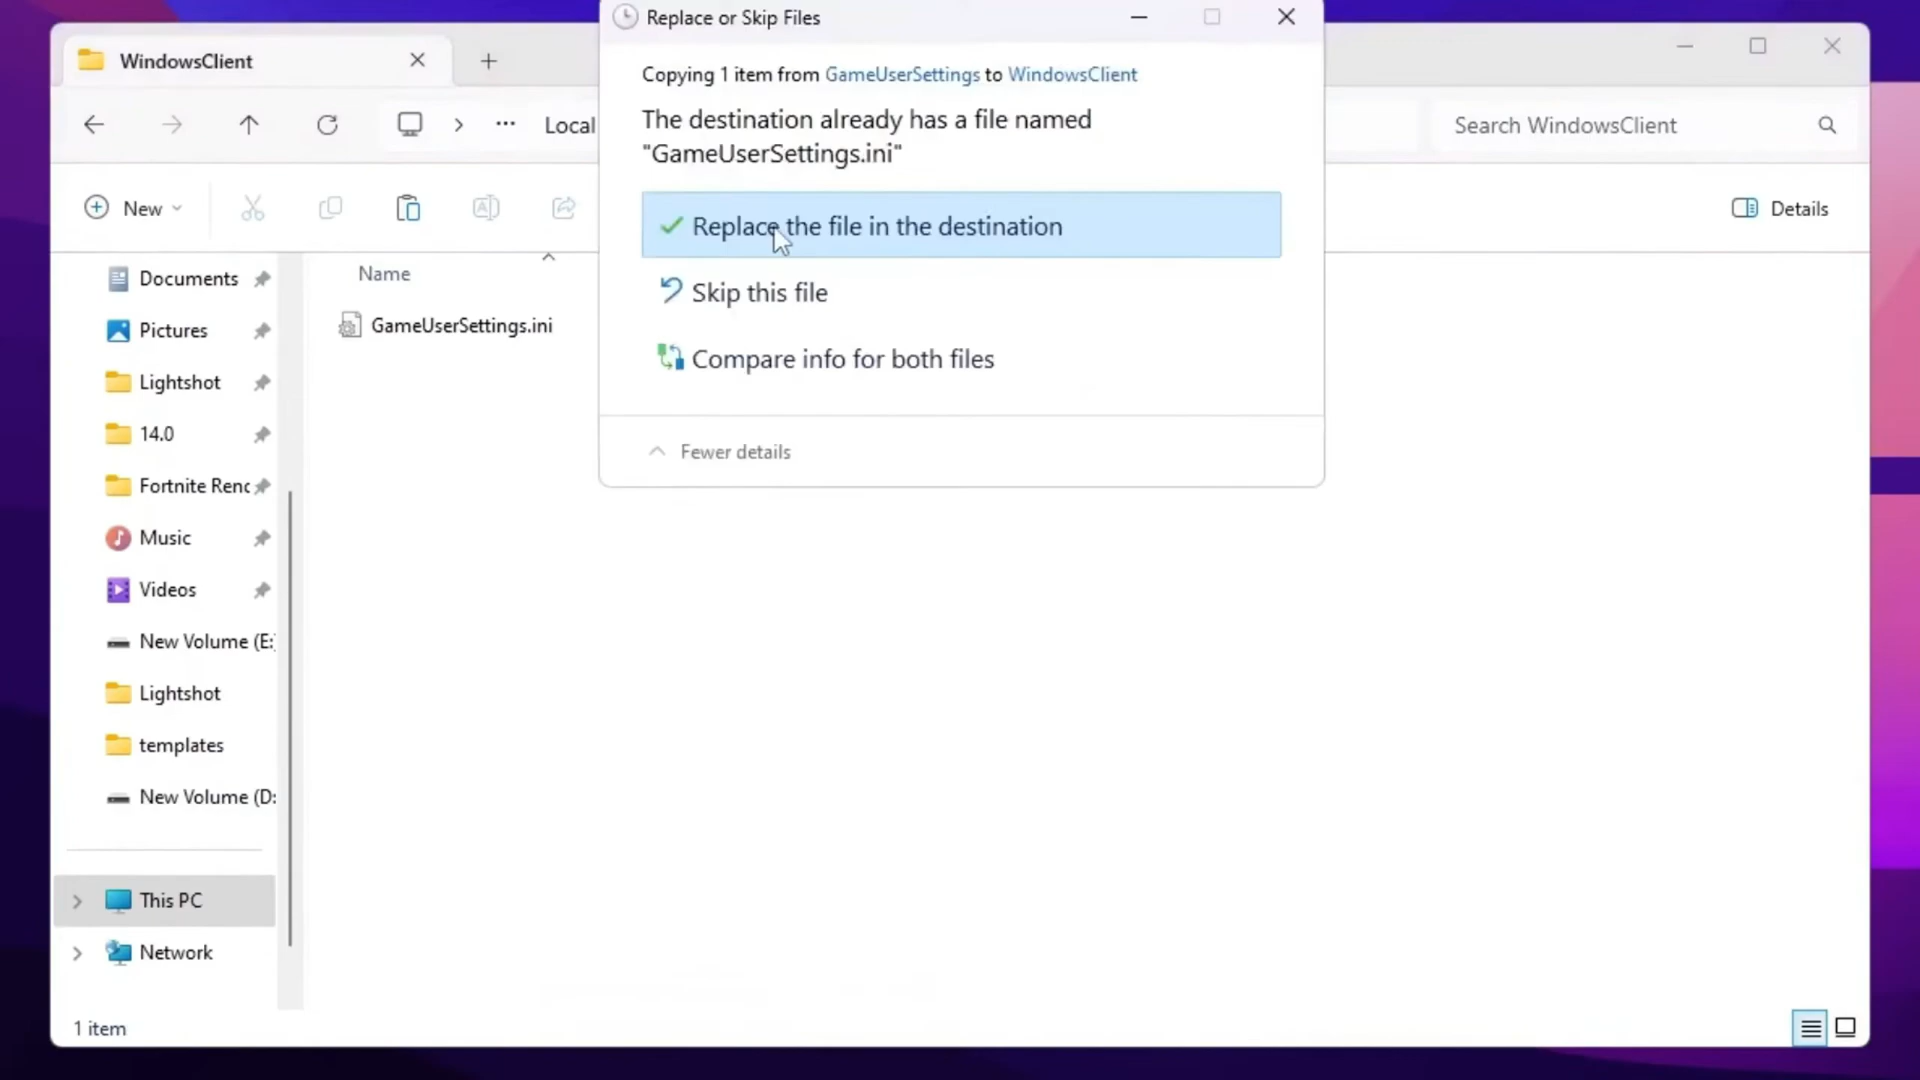 Replace or Skip Files
WindowsClient
Copying 1 item from GameUserSettings to WindowsClient
The destination already has a file named
"GameUserSettings.ini"
Local
Search WindowsClient
New
Details
Replace the file in the destination
Skip this file
Compare info for both files
Fewer details
Name
GameUserSettings.ini
Documents
Pictures
Lightshot
14.0
Fortnite Renc
Music
Videos
New Volume (E:
Lightshot
templates
New Volume (D:
This PC
Network
1 item